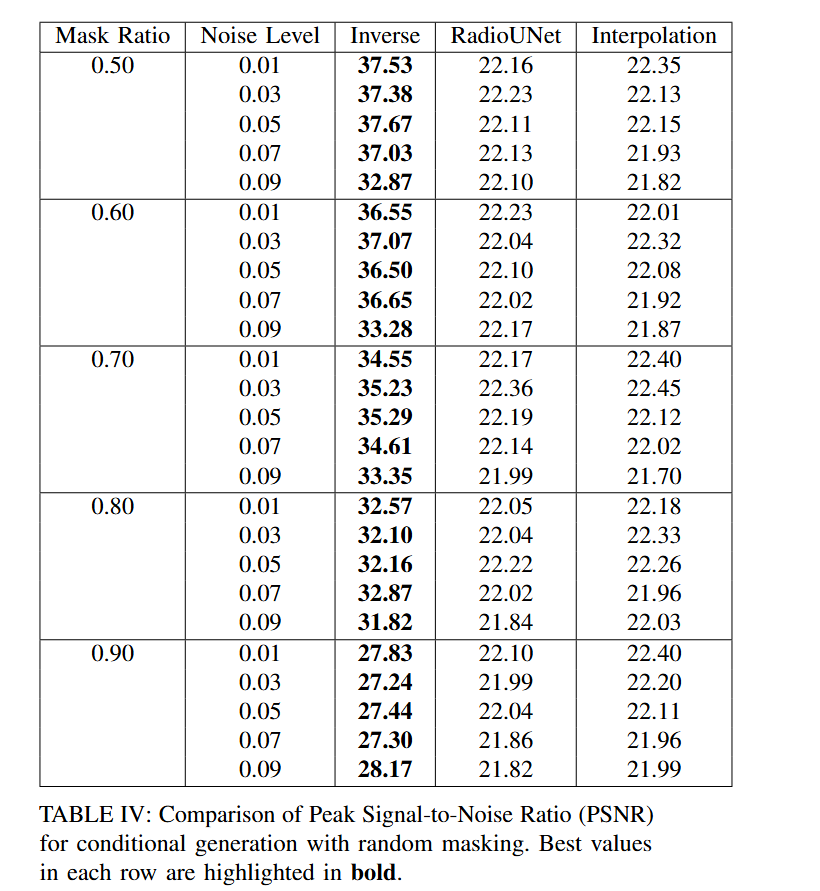 Mask Ratio Noise Level Inverse RadioUNet Interpolation
0.50 0.01 37.53 22.16 22.35
0.03 37.38 22.23 22.13
0.05 37.67 22.11 22.15
0.07 37.03 22.13 21.93
0.09 32.87 22.10 21.82
0.60 0.01 36.55 22.23 22.01
0.03 37.07 22.04 22.32
0.05 36.50 22.10 22.08
0.07 36.65 22.02 21.92
0.09 33.28 22.17 21.87
0.70 0.01 34.55 22.17 22.40
0.03 35.23 22.36 22.45
0.05 35.29 22.19 22.12
0.07 34.61 22.14 22.02
0.09 33.35 21.99 21.70
0.80 0.01 32.57 22.05 22.18
0.03 32.10 22.04 22.33
0.05 32.16 22.22 22.26
0.07 32.87 22.02 21.96
0.09 31.82 21.84 22.03
0.90 0.01 27.83 22.10 22.40
0.03 27.24 21.99 22.20
0.05 27.44 22.04 22.11
0.07 27.30 21.86 21.96
0.09 28.17 21.82 21.99
TABLE IV: Comparison of Peak Signal-to-Noise Ratio (PSNR)
for conditional generation with random masking. Best values
in each row are highlighted in bold.